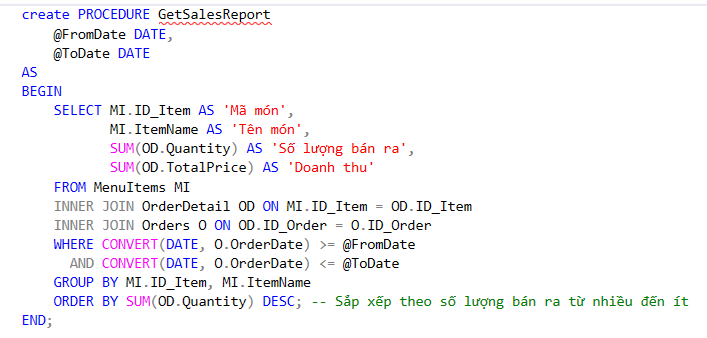 create PROCEDURE GetSalesReport
    @FromDate DATE,
    @ToDate DATE
AS
BEGIN
    SELECT MI.ID_Item AS 'Mã món',
           MI.ItemName AS 'Tên món',
           SUM(OD.Quantity) AS 'Số lượng bán ra',
           SUM(OD.TotalPrice) AS 'Doanh thu'
    FROM MenuItems MI
    INNER JOIN OrderDetail OD ON MI.ID_Item = OD.ID_Item
    INNER JOIN Orders O ON OD.ID_Order = O.ID_Order
    WHERE CONVERT(DATE, O.OrderDate) >= @FromDate
      AND CONVERT(DATE, O.OrderDate) <= @ToDate
    GROUP BY MI.ID_Item, MI.ItemName
    ORDER BY SUM(OD.Quantity) DESC; -- Sắp xếp theo số lượng bán ra từ nhiều đến ít
END;